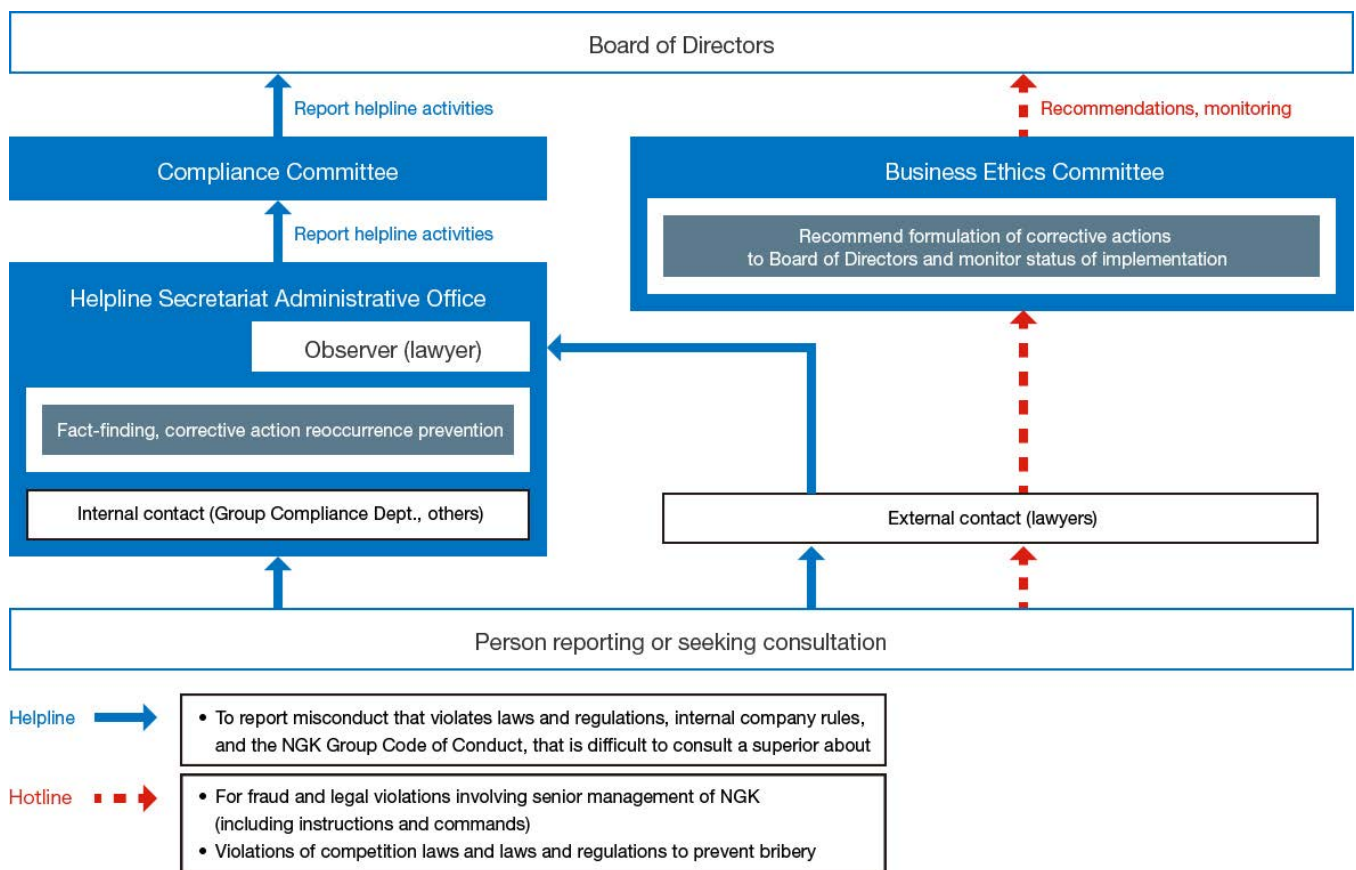 Board of Directors
Report helpline activities
Recommendations, monitoring
Compliance Committee
Business Ethics Committee
Recommend formulation of corrective actions
to Board of Directors and monitor status of implementation
Report helpline activities
Helpline Secretariat Administrative Office
Observer (lawyer)
Fact-finding, corrective action reoccurrence prevention
Internal contact (Group Compliance Dept., others)
External contact (lawyers)
Person reporting or seeking consultation
Helpline
• To report misconduct that violates laws and regulations, internal company rules,
and the NGK Group Code of Conduct, that is difficult to consult a superior about
Hotline
• For fraud and legal violations involving senior management of NGK
(including instructions and commands)
• Violations of competition laws and laws and regulations to prevent bribery